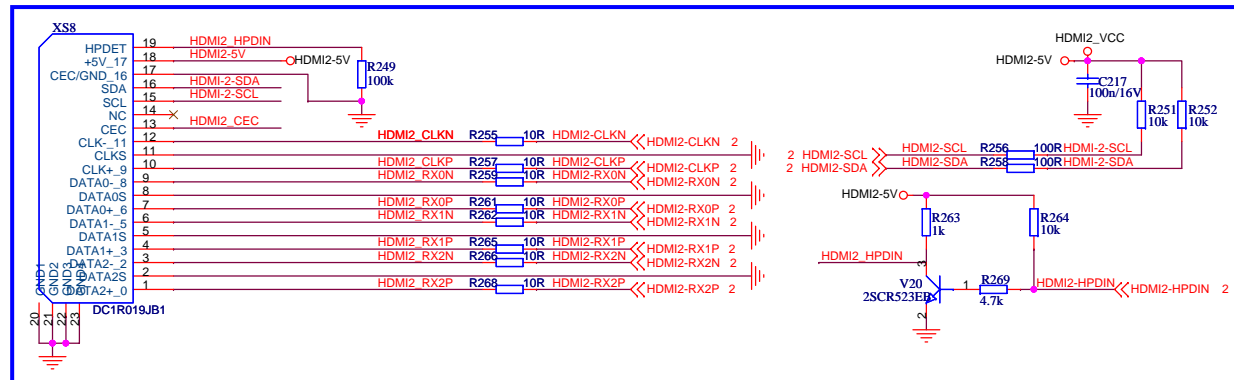 XS8
HPDET 19 HDMI2_HPDIN
+5V_17 18 HDMI2-5V HDMI2-5V
CEC/GND_16 17
SDA 16 HDMI-2-SDA
SCL 15 HDMI-2-SCL
NC 14
CEC 13 HDMI2_CEC
CLK-_11 12 HDMI2_CLKN R255 10R HDMI2-CLKN HDMI2-CLKN 2
CLKS 11
CLK+_9 10 HDMI2_CLKP R257 10R HDMI2-CLKP HDMI2-CLKP 2
DATA0-_8 9 HDMI2_RX0N R259 10R HDMI2-RX0N HDMI2-RX0N 2
DATA0S 8
DATA0+_6 7 HDMI2_RX0P R261 10R HDMI2-RX0P HDMI2-RX0P 2
DATA1-_5 6 HDMI2_RX1N R262 10R HDMI2-RX1N HDMI2-RX1N 2
DATA1S 5
DATA1+_3 4 HDMI2_RX1P R265 10R HDMI2-RX1P HDMI2-RX1P 2
DATA2-_2 3 HDMI2_RX2N R266 10R HDMI2-RX2N HDMI2-RX2N 2
DATA2S 2
DATA2+_0 1 HDMI2_RX2P R268 10R HDMI2-RX2P HDMI2-RX2P 2
GND1 GND2 GND3 GND4
20 21 22 23
DC1R019JB1
R249
100k
HDMI2_VCC
HDMI2-5V
C217
100n/16V
R251
10k
R252
10k
2 HDMI2-SCL HDMI2-SCL R256 100R HDMI-2-SCL
2 HDMI2-SDA HDMI2-SDA R258 100R HDMI-2-SDA
HDMI2-5V
R263
1k
R264
10k
HDMI2_HPDIN 3
V20
2SCR523EB
1
2
R269
4.7k
HDMI2-HPDIN HDMI2-HPDIN 2